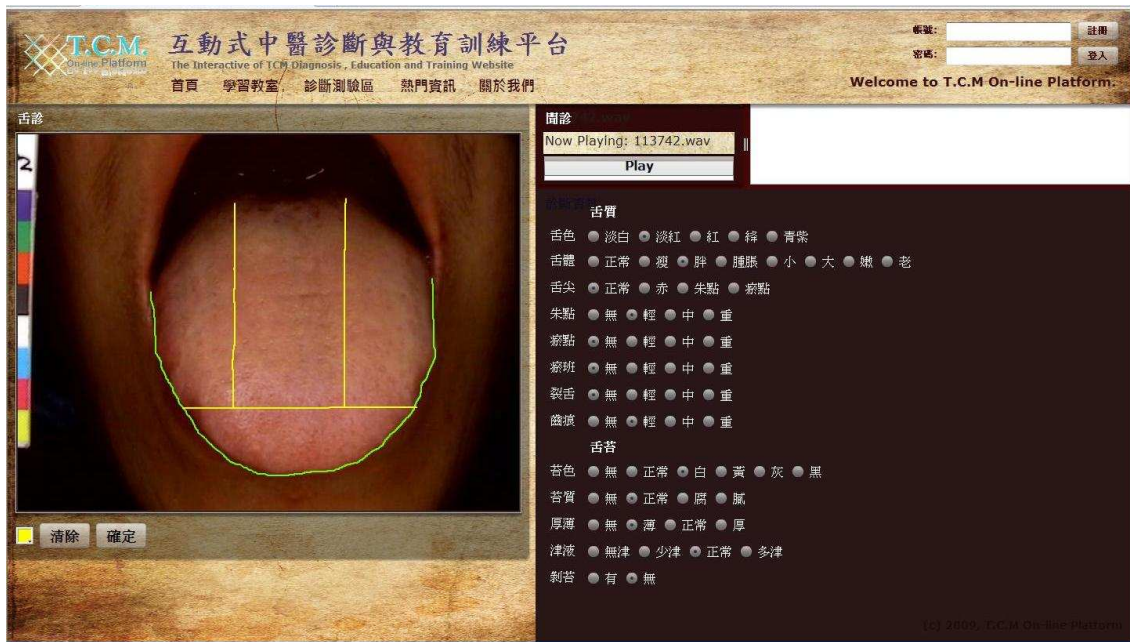 T.C.M.
On-line Platform
互動式中醫診斷與教育訓練平台
The Interactive of TCM Diagnosis , Education and Training Website
首頁 學習教室 診斷測驗區 熱門資訊 關於我們
帳號: 註冊
密碼: 登入
Welcome to T.C.M On-line Platform.
舌診
2
清除 確定
聞診
Now Playing: 113742.wav
Play
舌質
舌色 淡白 淡紅 紅 絳 青紫
舌體 正常 瘦 胖 腫脹 小 大 嫩 老
舌尖 正常 赤 朱點 瘀點
朱點 無 輕 中 重
瘀點 無 輕 中 重
瘀班 無 輕 中 重
裂舌 無 輕 中 重
齒痕 無 輕 中 重
舌苔
苔色 無 正常 白 黃 灰 黑
苔質 無 正常 腐 膩
厚薄 無 薄 正常 厚
津液 無津 少津 正常 多津
剝苔 有 無
(c) 2009, T.C.M On-line Platform